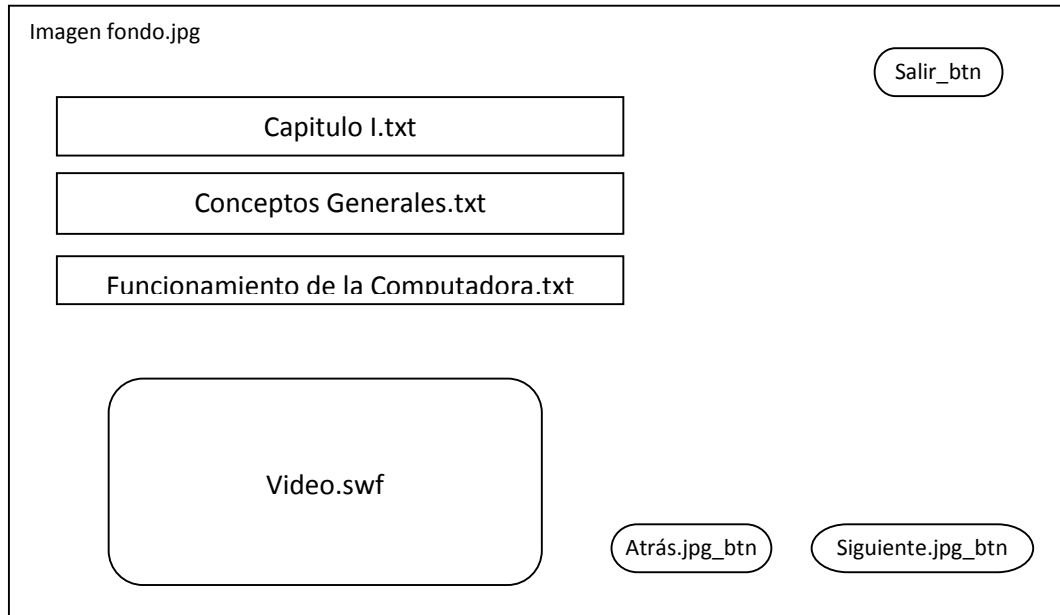 Imagen fondo.jpg
Salir_btn
Capitulo I.txt
Conceptos Generales.txt
Funcionamiento de la Computadora.txt
Video.swf
Atrás.jpg_btn
Siguiente.jpg_btn